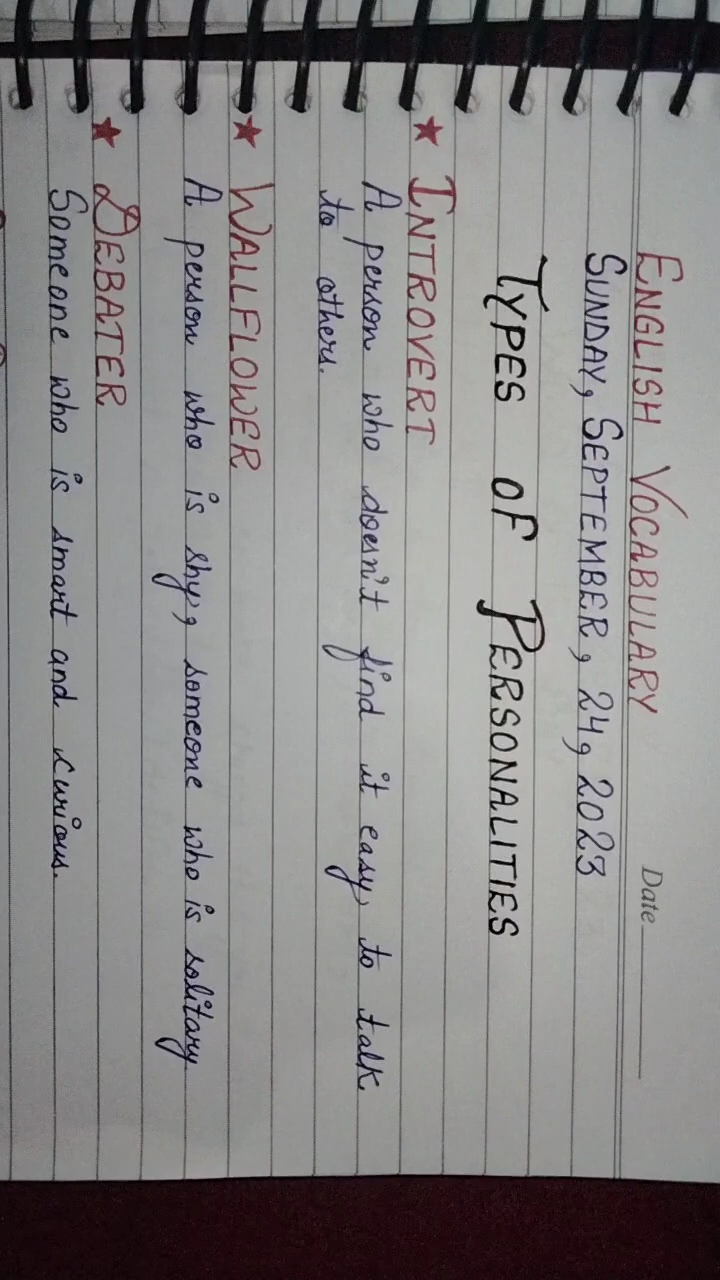 Date
ENGLISH VOCABULARY
SUNDAY, SEPTEMBER, 24, 2023
TYPES OF PERSONALITIES
★ INTROVERT
A person who doesn't find it easy, to talk
to others.
★ WALLFLOWER
A person who is shy, someone who is solitary
★ DEBATER
Someone who is smart and curious.